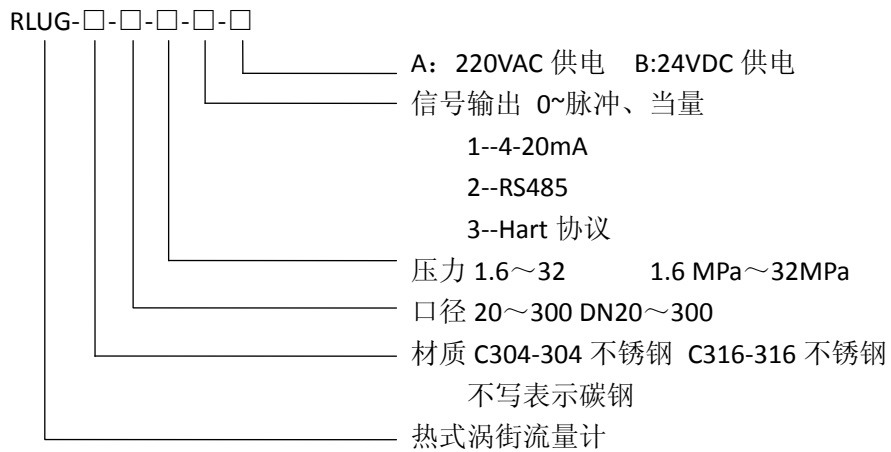 RLUG-□-□-□-□-□
A：220VAC 供电 B:24VDC 供电
信号输出 0~脉冲、当量
1--4-20mA
2--RS485
3--Hart 协议
压力 1.6～32 1.6 MPa～32MPa
口径 20～300 DN20～300
材质 C304-304 不锈钢 C316-316 不锈钢
不写表示碳钢
热式涡街流量计